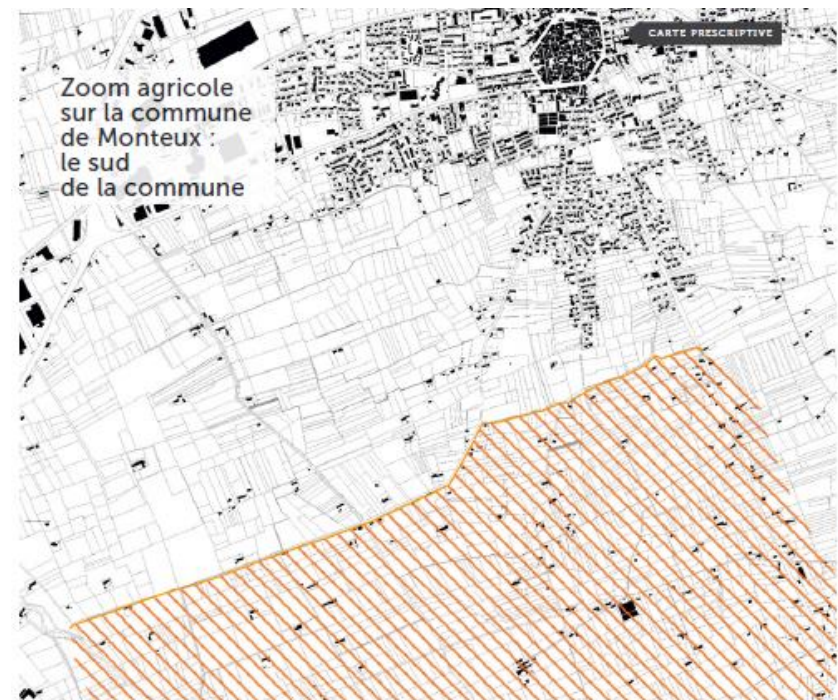 CARTE PRESCRIPTIVE
Zoom agricole
sur la commune
de Monteux :
le sud
de la commune